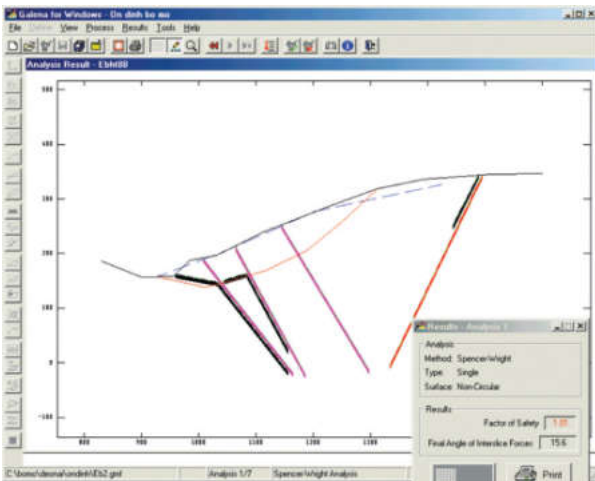 Galena for Windows - On dinh bo mo
File Define View Process Results Tools Help
Analysis Result - Ebht88
500
400
300
200
100
0
-100
800
900
1000
1100
1200
1300
Results - Analysis 1
Analysis
Method: Spencer-Wright
Type: Single
Surface: Non-Circular
Results
Factor of Safety
Final Angle of Interslice Forces: 15.6
Print
Analysis 1/7
Spencer-Wright Analysis